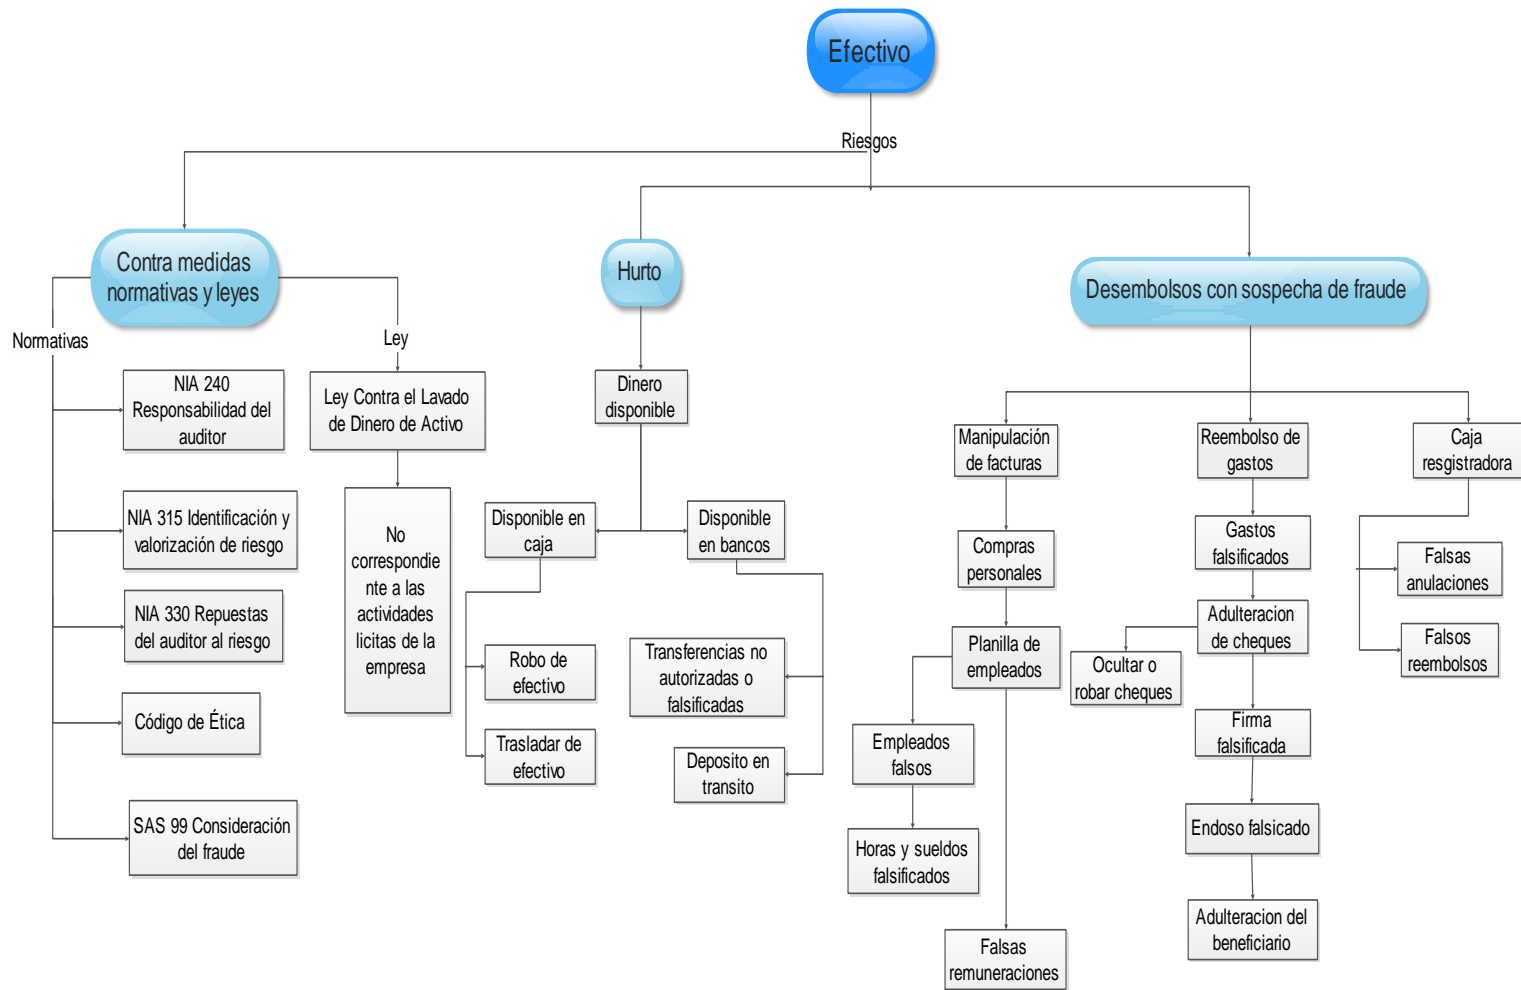 Efectivo
Riesgos
Contra medidas
normativas y leyes
Hurto
Desembolsos con sospecha de fraude
Normativas
Ley
NIA 240
Responsabilidad del
auditor
NIA 315 Identificación y
valorización de riesgo
NIA 330 Repuestas
del auditor al riesgo
Código de Ética
SAS 99 Consideración
del fraude
Ley Contra el Lavado
de Dinero de Activo
No
correspondie
nte a las
actividades
licitas de la
empresa
Dinero
disponible
Disponible en
caja
Robo de
efectivo
Trasladar de
efectivo
Disponible
en bancos
Transferencias no
autorizadas o
falsificadas
Deposito en
transito
Manipulación
de facturas
Compras
personales
Planilla de
empleados
Empleados
falsos
Horas y sueldos
falsificados
Falsas
remuneraciones
Reembolso de
gastos
Gastos
falsificados
Adulteracion
de cheques
Ocultar o
robar cheques
Firma
falsificada
Endoso falsicado
Adulteracion del
beneficiario
Caja
resgistradora
Falsas
anulaciones
Falsos
reembolsos